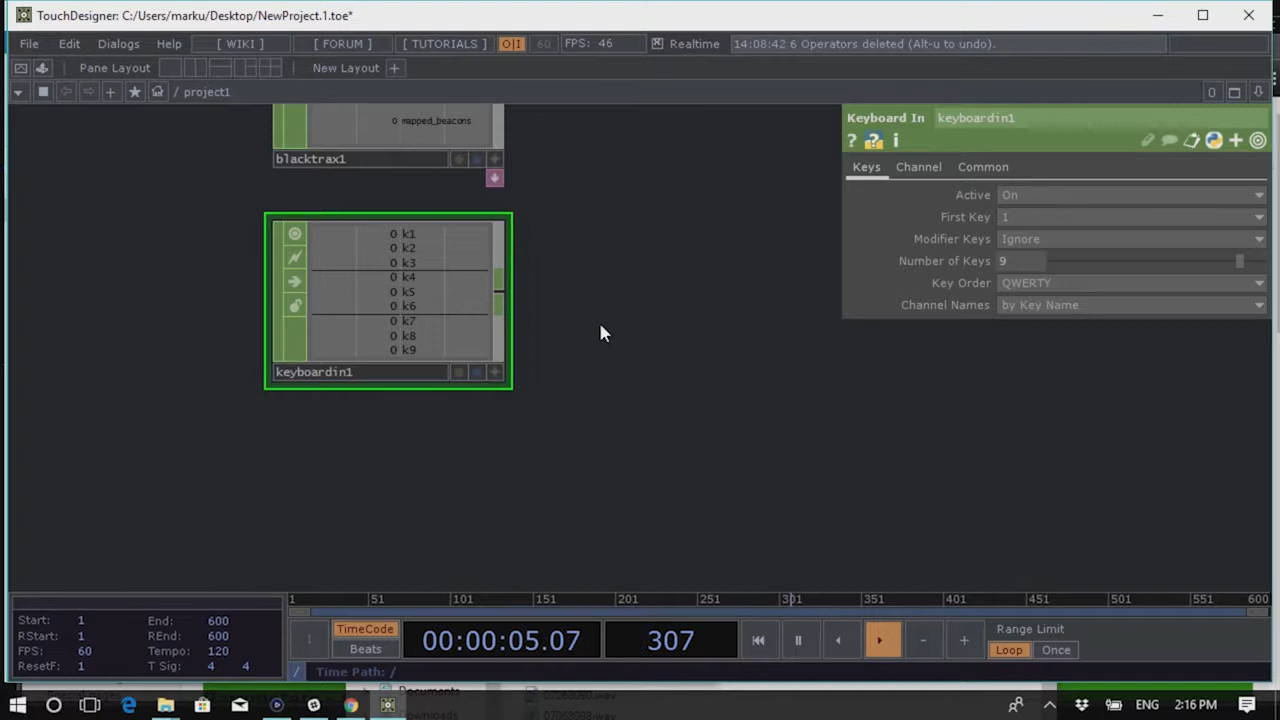 TouchDesigner: C:/Users/marku/Desktop/NewProject.1.toe*
File Edit Dialogs Help [ WIKI ] [ FORUM ] [ TUTORIALS ] O|I 60 FPS: 46 Realtime 14:08:42 6 Operators deleted (Alt-u to undo).
Pane Layout New Layout +
/ project1 0
0 mapped_beacons
blacktrax1
0 k1
0 k2
0 k3
0 k4
0 k5
0 k6
0 k7
0 k8
0 k9
keyboardin1
Keyboard In keyboardin1
Keys Channel Common
Active On
First Key 1
Modifier Keys Ignore
Number of Keys 9
Key Order QWERTY
Channel Names by Key Name
1 51 101 151 201 251 301 351 401 451 501 551 600
Start: 1 End: 600
RStart: 1 REnd: 600
FPS: 60 Tempo: 120
ResetF: 1 T Sig: 4 4
TimeCode
Beats
00:00:05.07 307
Range Limit
Loop Once
/ Time Path: /
Documents
ENG 2:16 PM